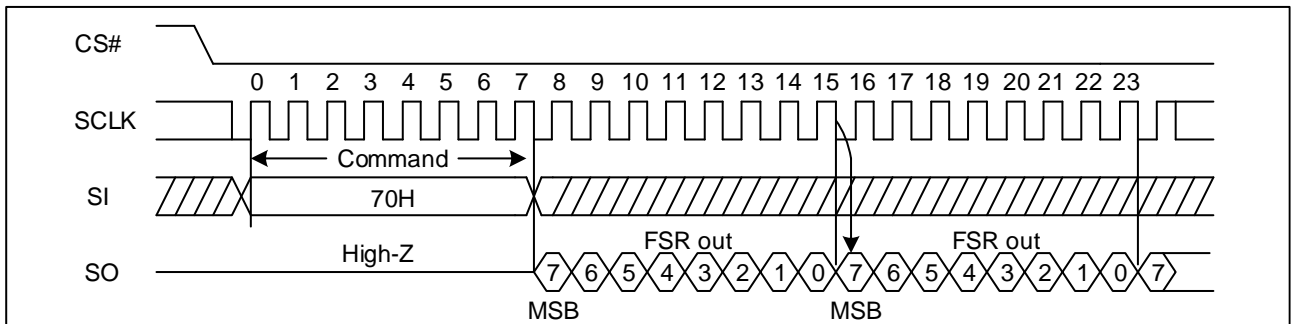 CS#
0 1 2 3 4 5 6 7 8 9 10 11 12 13 14 15 16 17 18 19 20 21 22 23
SCLK
Command
SI
70H
High-Z
FSR out
FSR out
SO
7 6 5 4 3 2 1 0 7 6 5 4 3 2 1 0 7
MSB
MSB